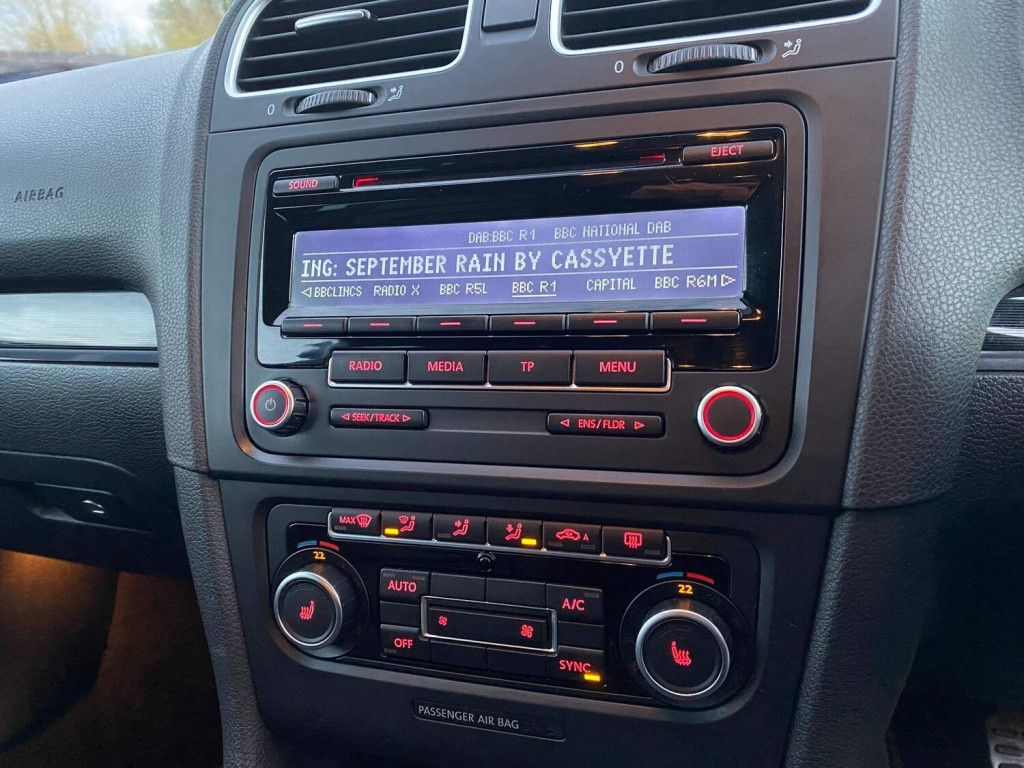 0
0
AIRBAG
SOUND
EJECT
DAB:BBC R1 BBC NATIONAL DAB
ING: SEPTEMBER RAIN BY CASSYETTE
BBCLINCS RADIO X BBC R5L BBC R1 CAPITAL BBC R6M
RADIO MEDIA TP MENU
SEEK/TRACK ENS/FLDR
MAX A
22 22
AUTO A/C
OFF SYNC
PASSENGER AIR BAG